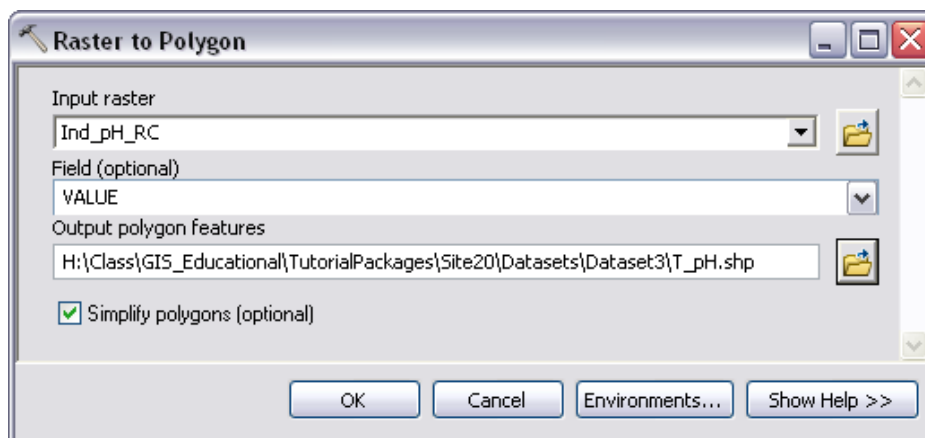 Raster to Polygon
Input raster
Ind_pH_RC
Field (optional)
VALUE
Output polygon features
H:\Class\GIS_Educational\TutorialPackages\Site20\Datasets\Dataset3\T_pH.shp
Simplify polygons (optional)
OK Cancel Environments... Show Help >>